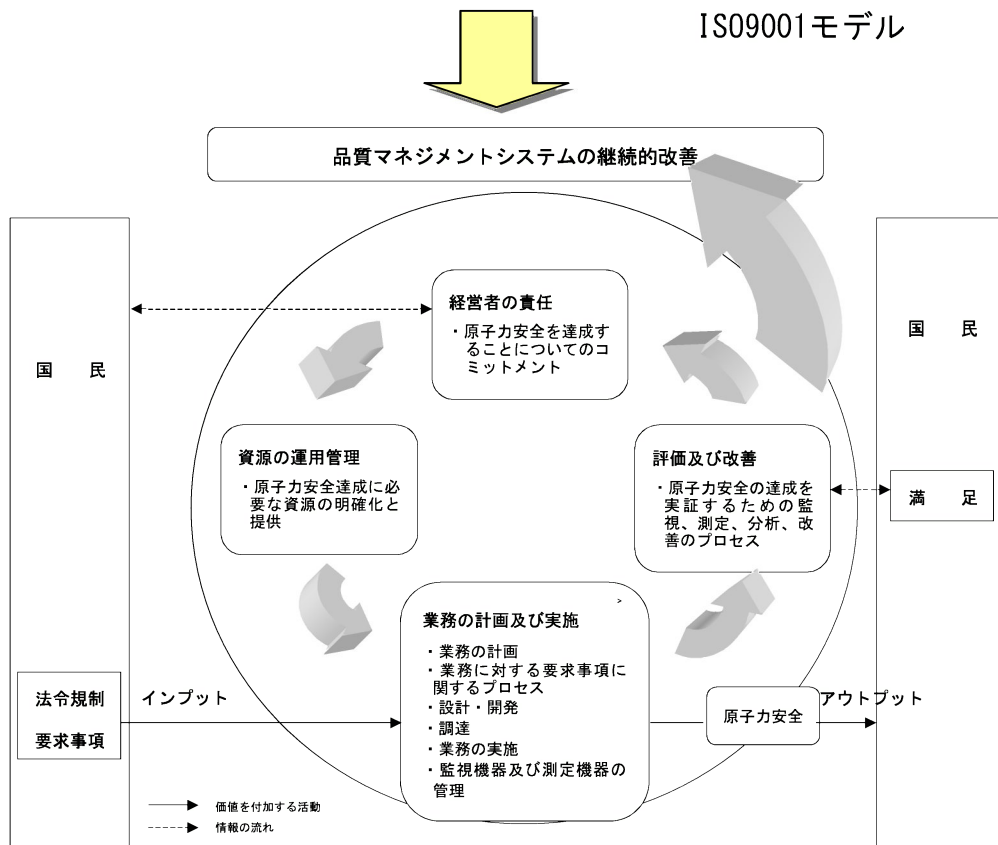 ISO9001モデル
品質マネジメントシステムの継続的改善
国　民
法令規制
要求事項
インプット
経営者の責任
・原子力安全を達成す
ることについてのコ
ミットメント
資源の運用管理
・原子力安全達成に必
要な資源の明確化と
提供
評価及び改善
・原子力安全の達成を
実証するための監
視、測定、分析、改
善のプロセス
業務の計画及び実施
・業務の計画
・業務に対する要求事項に
関するプロセス
・設計・開発
・調達
・業務の実施
・監視機器及び測定機器の
管理
原子力安全
アウトプット
国　民
満　足
価値を付加する活動
情報の流れ